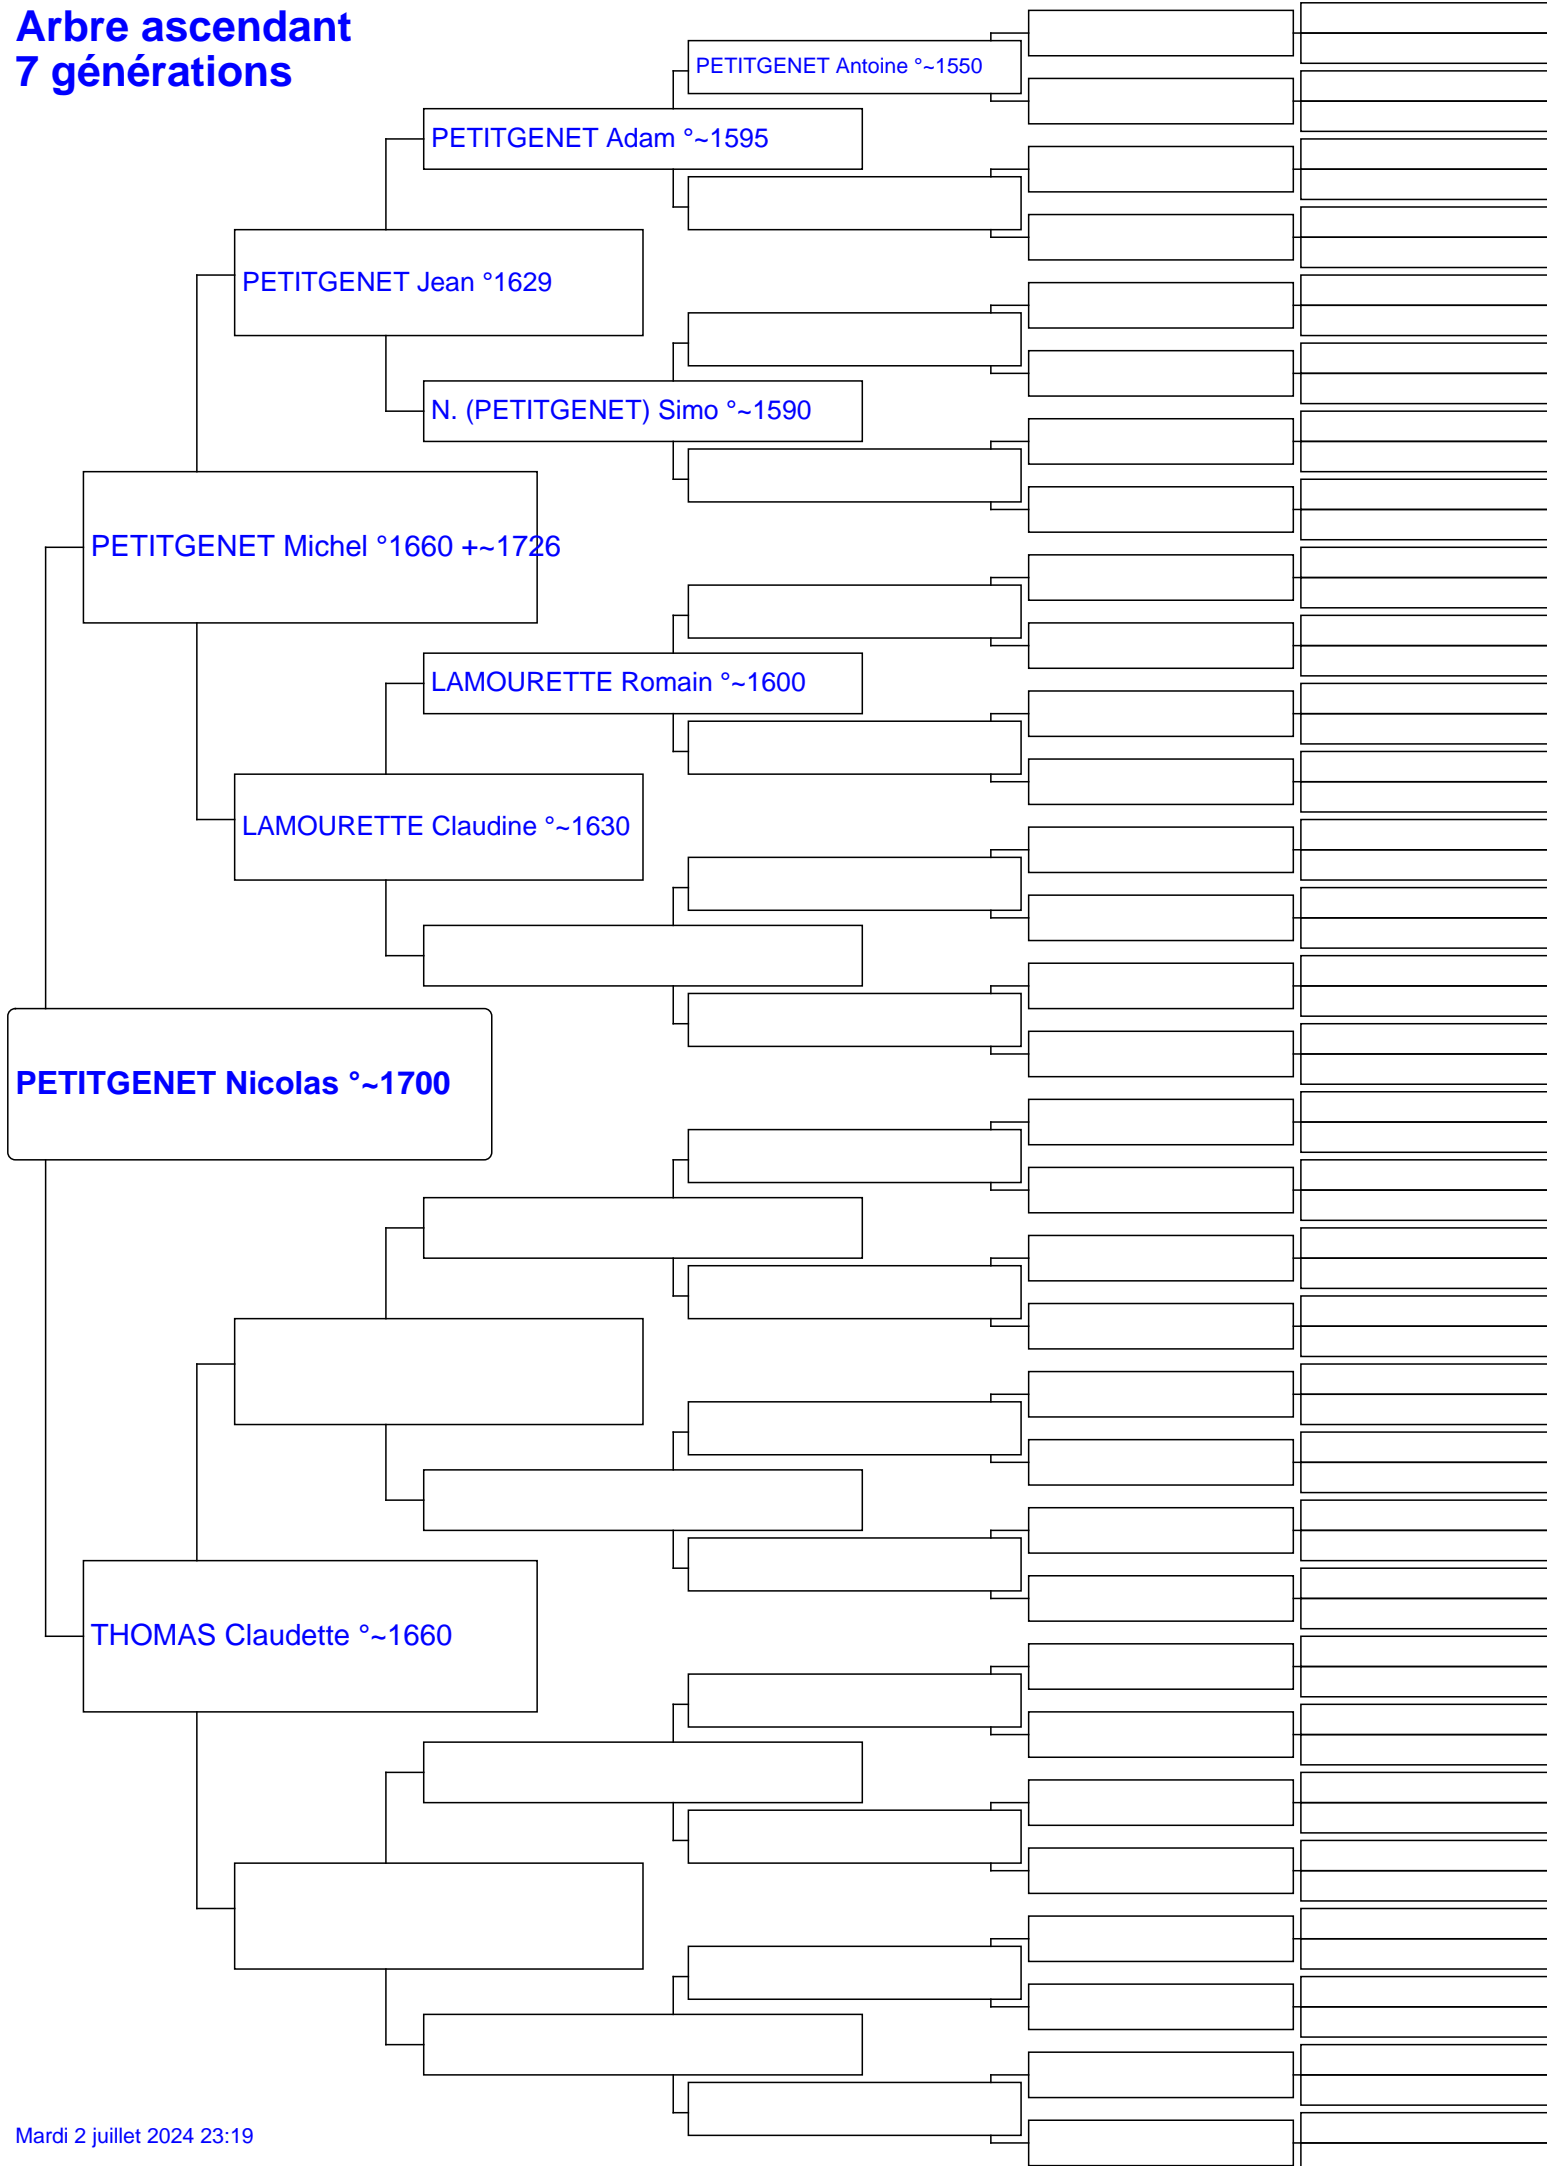 Arbre ascendant
7 générations
PETITGENET Antoine °~1550
PETITGENET Adam °~1595
PETITGENET Jean °1629
N. (PETITGENET) Simo °~1590
PETITGENET Michel °1660 +~1726
LAMOURETTE Romain °~1600
LAMOURETTE Claudine °~1630
PETITGENET Nicolas °~1700
THOMAS Claudette °~1660
Mardi 2 juillet 2024 23:19